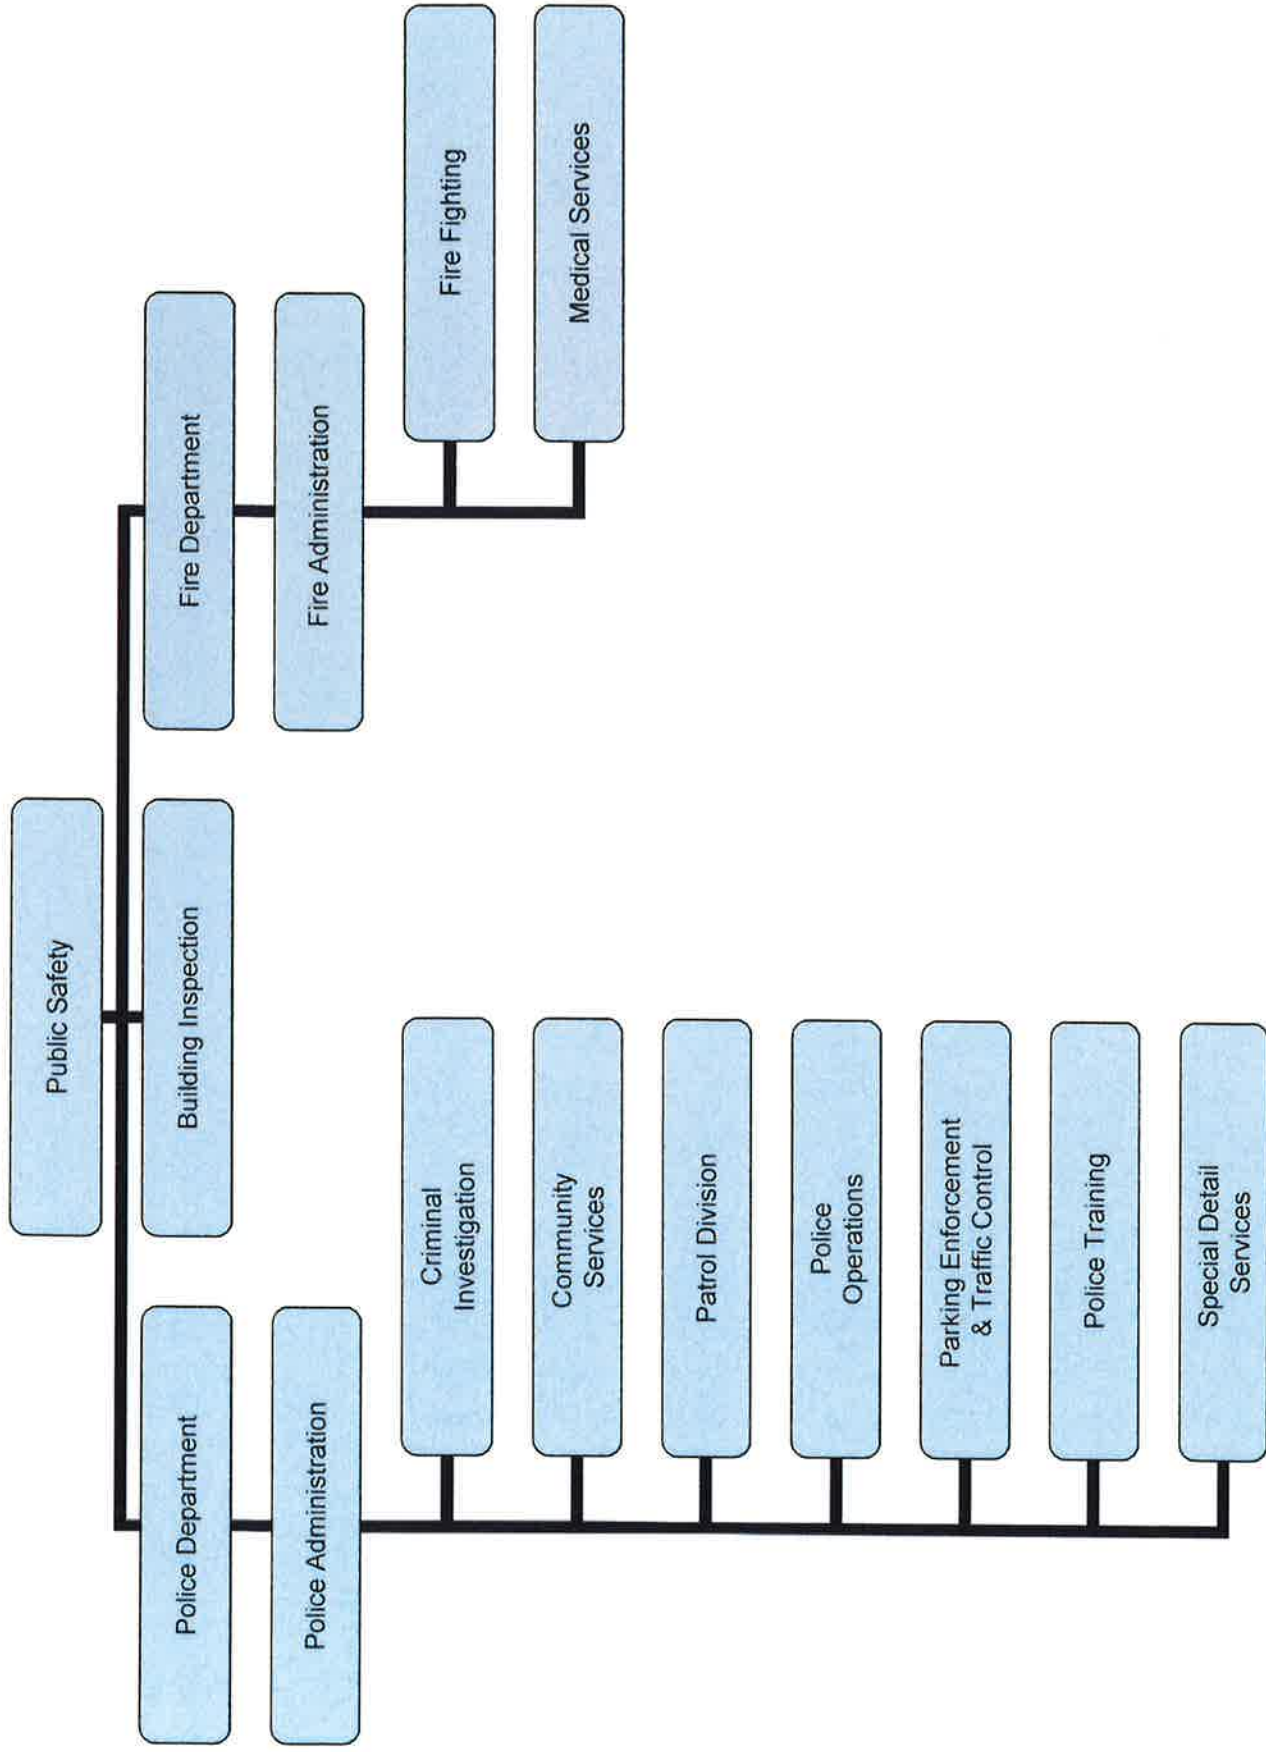 Public Safety
Police Department
Building Inspection
Fire Department
Police Administration
Fire Administration
Criminal
Investigation
Community
Services
Patrol Division
Police
Operations
Parking Enforcement
& Traffic Control
Police Training
Special Detail
Services
Fire Fighting
Medical Services